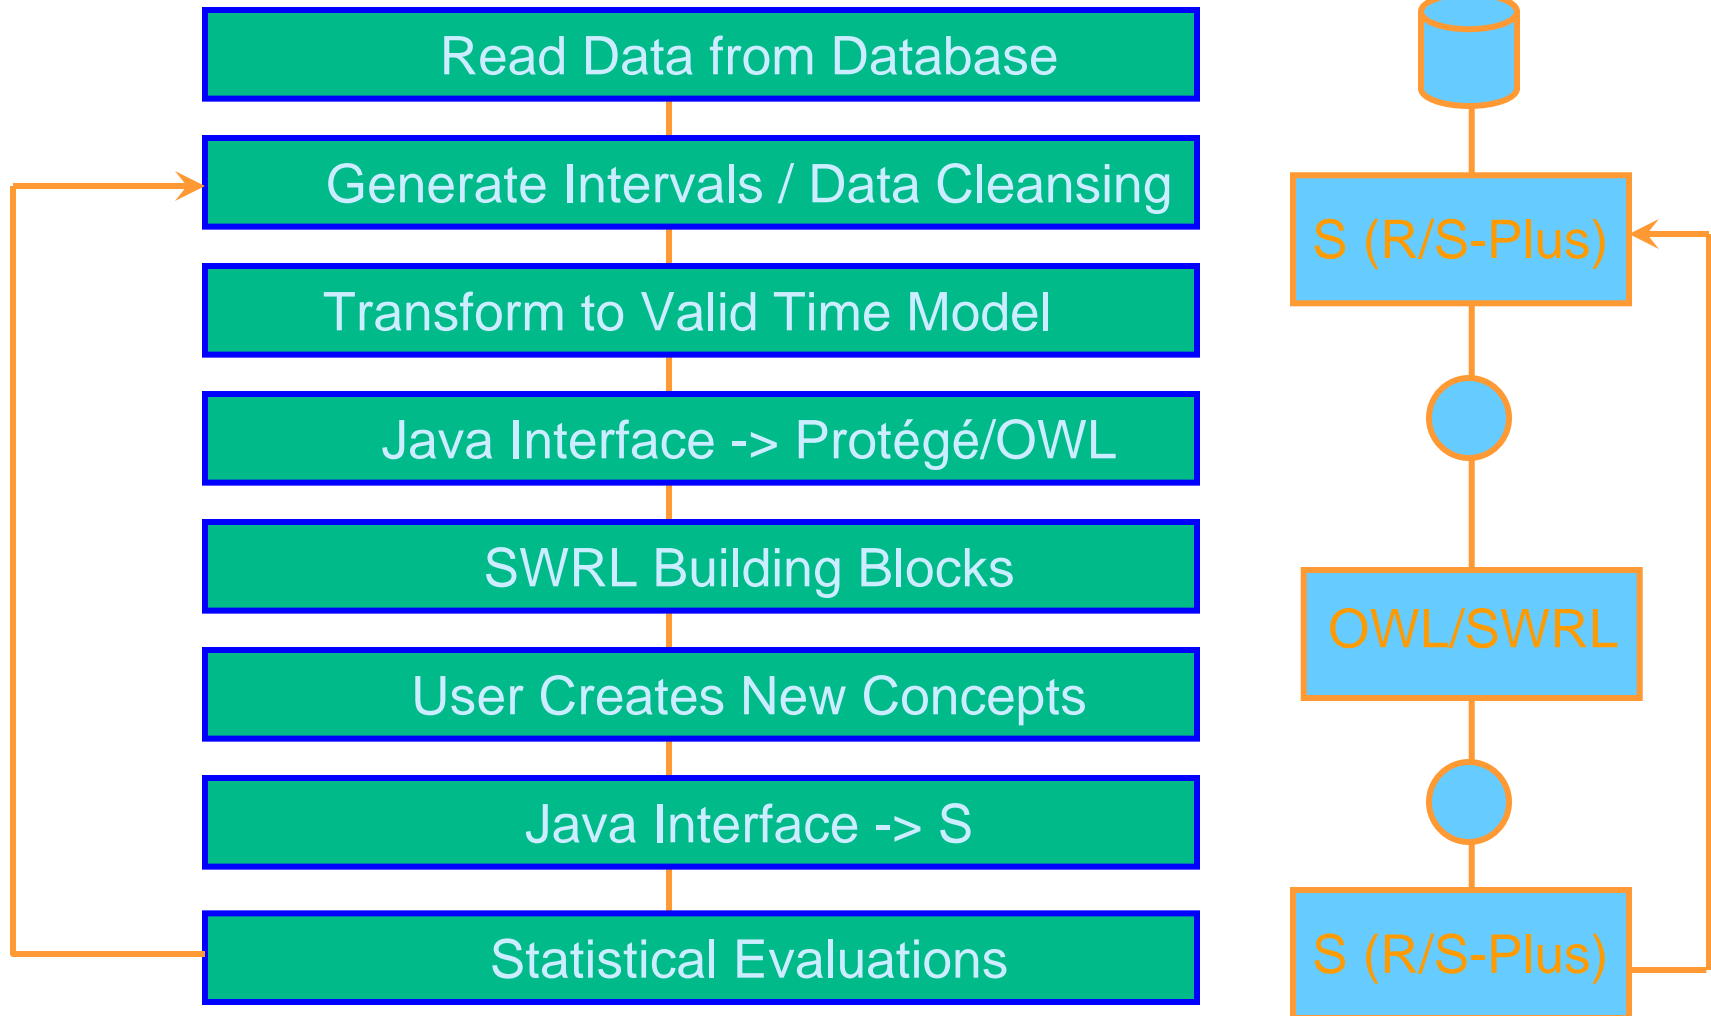 Read Data from Database
Generate Intervals / Data Cleansing
Transform to Valid Time Model
Java Interface -> Protégé/OWL
SWRL Building Blocks
User Creates New Concepts
Java Interface -> S
Statistical Evaluations
S (R/S-Plus)
OWL/SWRL
S (R/S-Plus)